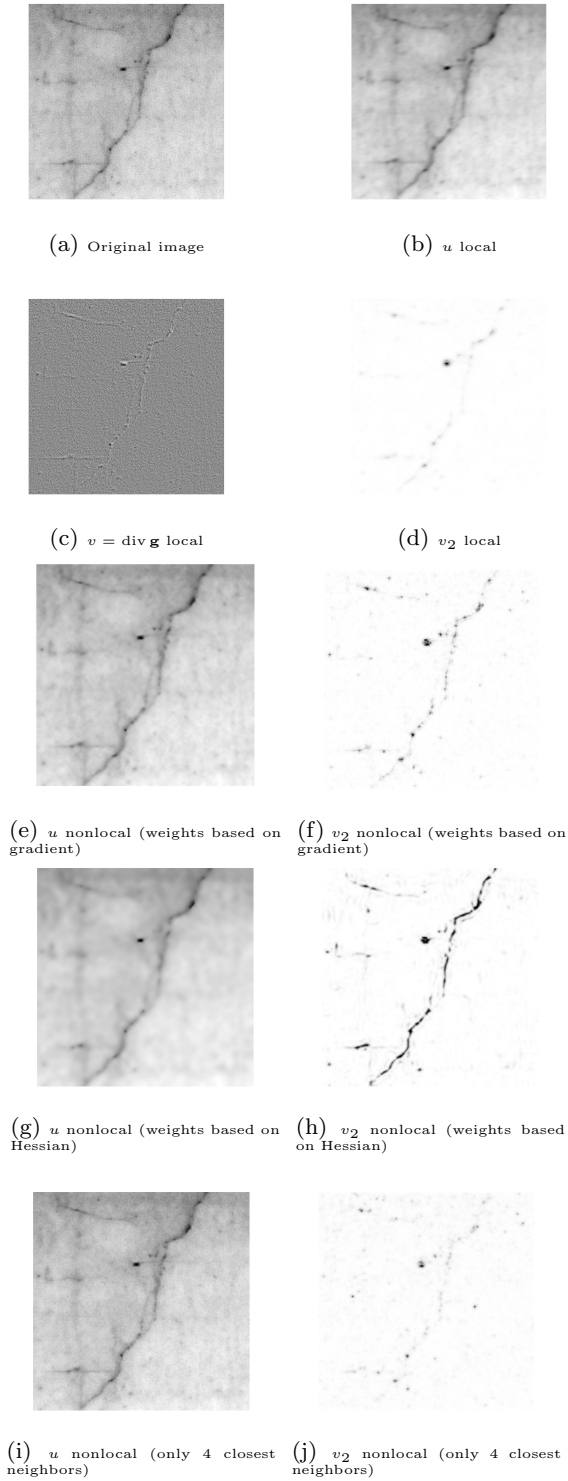 (a) Original image
(b) u local
(c) v = div g local
(d) v2 local
(e) u nonlocal (weights based on
gradient)
(f) v2 nonlocal (weights based on
gradient)
(g) u nonlocal (weights based on
Hessian)
(h) v2 nonlocal (weights based
on Hessian)
(i) u nonlocal (only 4 closest
neighbors)
(j) v2 nonlocal (only 4 closest
neighbors)